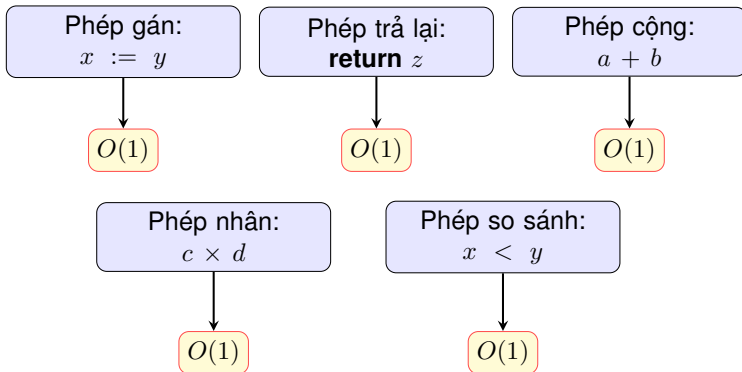 Phép gán:
x := y
Phép trả lại:
return z
Phép cộng:
a + b
O(1)
O(1)
O(1)
Phép nhân:
c × d
Phép so sánh:
x < y
O(1)
O(1)